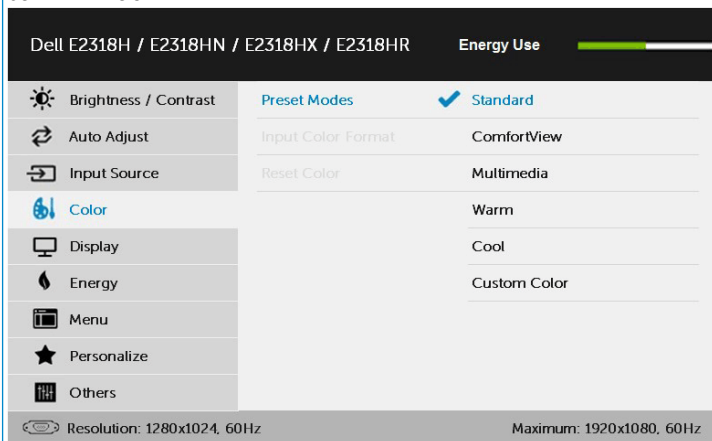 Dell E2318H / E2318HN / E2318HX / E2318HR Energy Use
Brightness / Contrast Preset Modes Standard
Auto Adjust Input Color Format ComfortView
Input Source Reset Color Multimedia
Color Warm
Display Cool
Energy Custom Color
Menu
Personalize
Others
Resolution: 1280x1024, 60Hz Maximum: 1920x1080, 60Hz